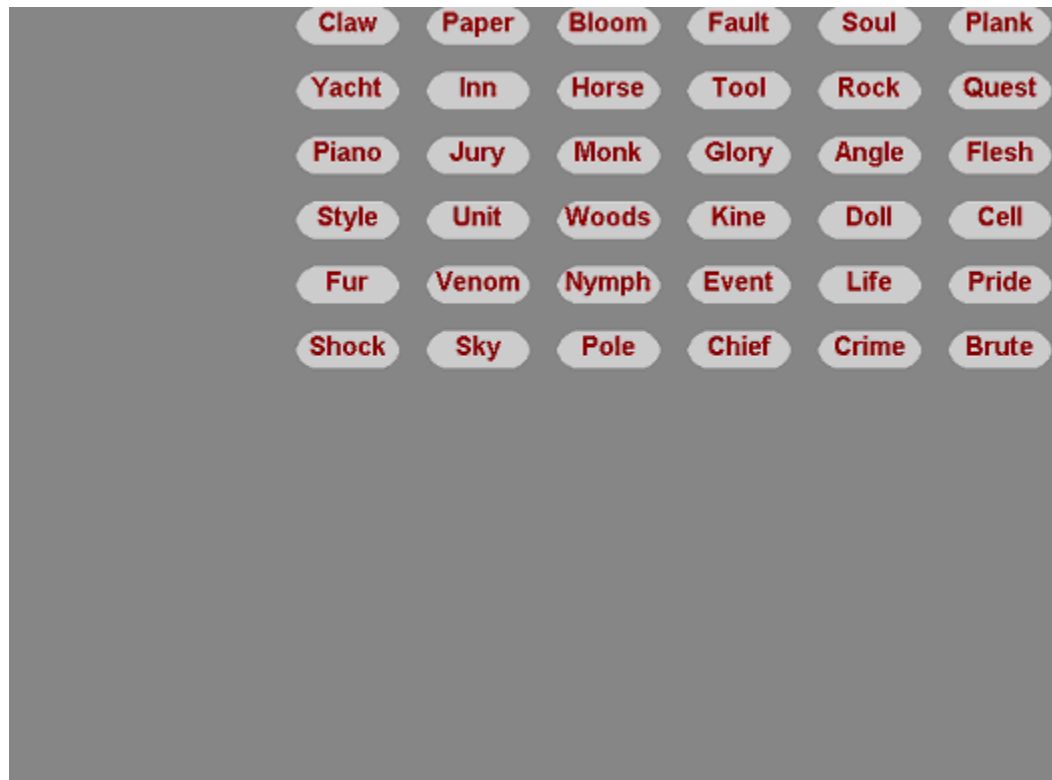 Claw Paper Bloom Fault Soul Plank
Yacht Inn Horse Tool Rock Quest
Piano Jury Monk Glory Angle Flesh
Style Unit Woods Kine Doll Cell
Fur Venom Nymph Event Life Pride
Shock Sky Pole Chief Crime Brute